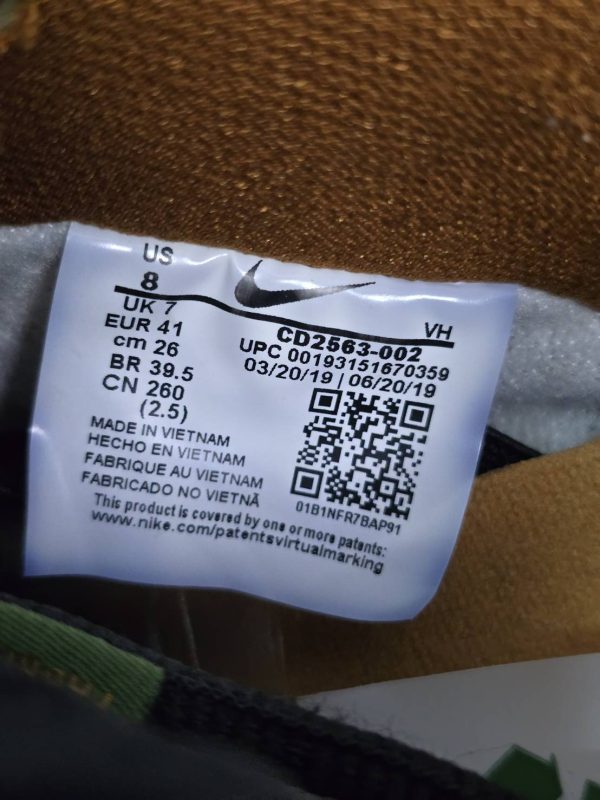 US
8
UK 7
EUR 41
cm 26
BR 39.5
CN 260
(2.5)
VH
CD2563-002
UPC 00193151670359
03/20/19 | 06/20/19
01B1NFR7BAP91
MADE IN VIETNAM
HECHO EN VIETNAM
FABRIQUE AU VIETNAM
FABRICADO NO VIETNÃ
This product is covered by one or more patents:
www.nike.com/patentsvirtualmarking